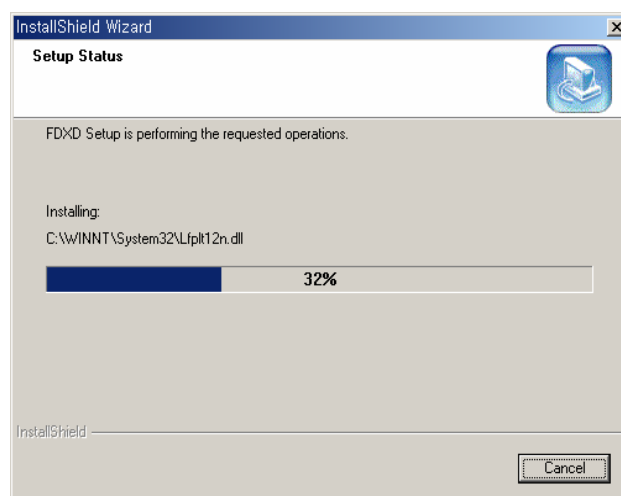 InstallShield Wizard
Setup Status
FDXD Setup is performing the requested operations.
Installing:
C:\WINNT\System32\Lfplt12n.dll
32%
InstallShield
Cancel